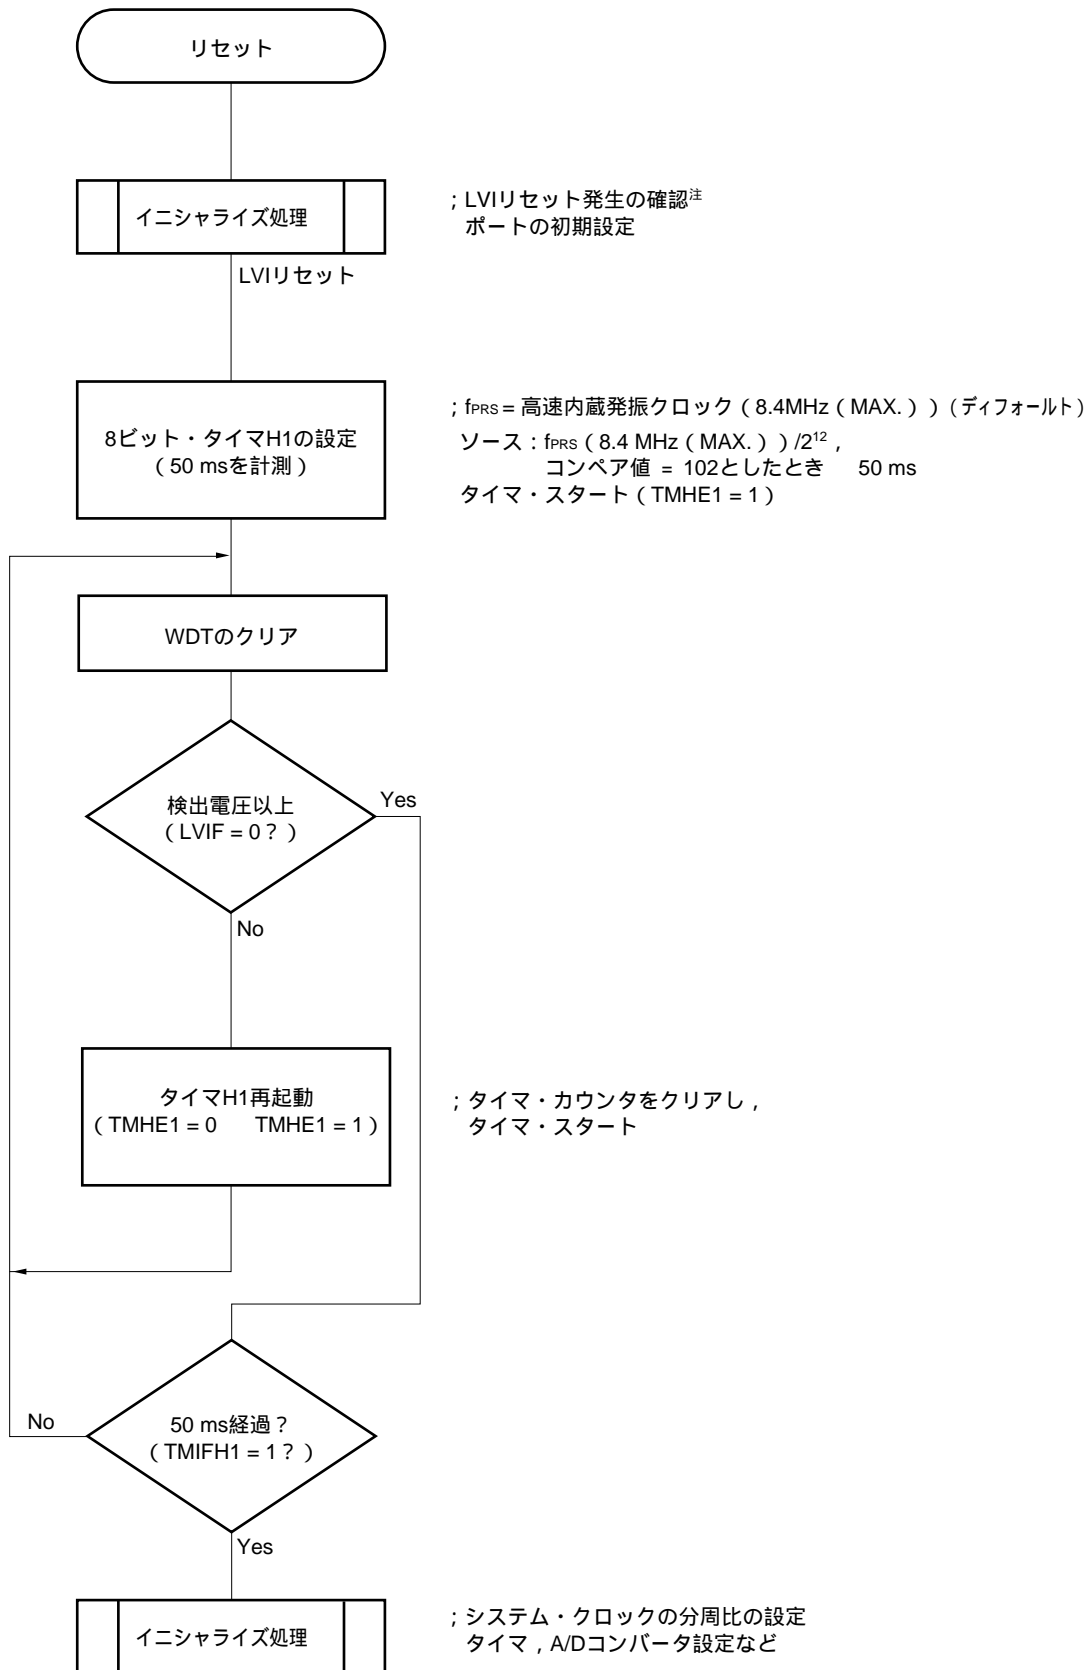 リセット
イニシャライズ処理
；LVIリセット発生の確認注
ポートの初期設定
LVIリセット
8ビット・タイマH1の設定
（50 msを計測）
；fPRS = 高速内蔵発振クロック（8.4MHz（MAX.））（ディフォールト）
ソース：fPRS（8.4 MHz（MAX.））/2¹²，
コンペア値 = 102としたとき 50 ms
タイマ・スタート（TMHE1 = 1）
WDTのクリア
検出電圧以上
（LVIF = 0？）
Yes
No
タイマH1再起動
（TMHE1 = 0 TMHE1 = 1）
；タイマ・カウンタをクリアし，
タイマ・スタート
No
50 ms経過？
（TMIFH1 = 1？）
Yes
イニシャライズ処理
；システム・クロックの分周比の設定
タイマ，A/Dコンバータ設定など